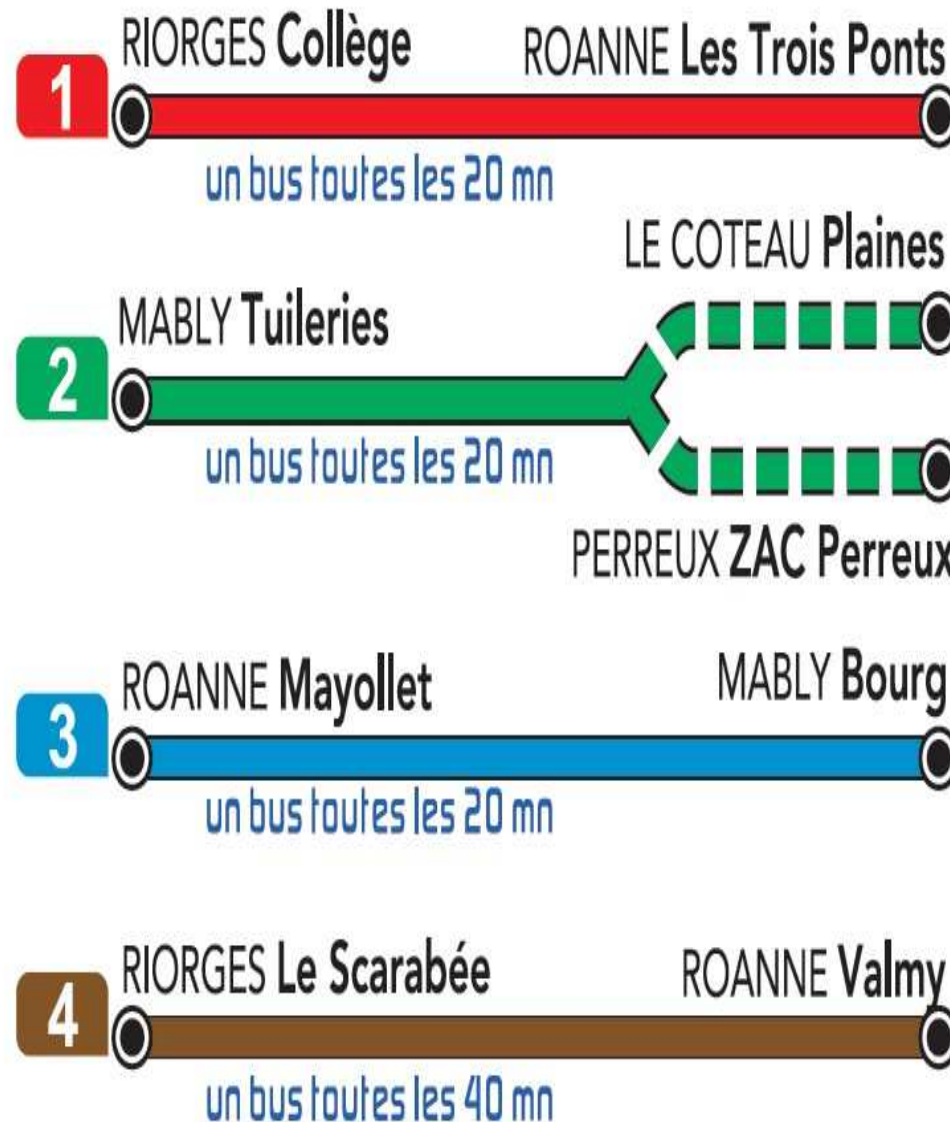 RIORGES Collège ROANNE Les Trois Ponts
1
un bus toutes les 20 mn
LE COTEAU Plaines
MABLY Tuileries
2
un bus toutes les 20 mn
PERREUX ZAC Perreux
ROANNE Mayollet MABLY Bourg
3
un bus toutes les 20 mn
RIORGES Le Scarabée ROANNE Valmy
4
un bus toutes les 40 mn